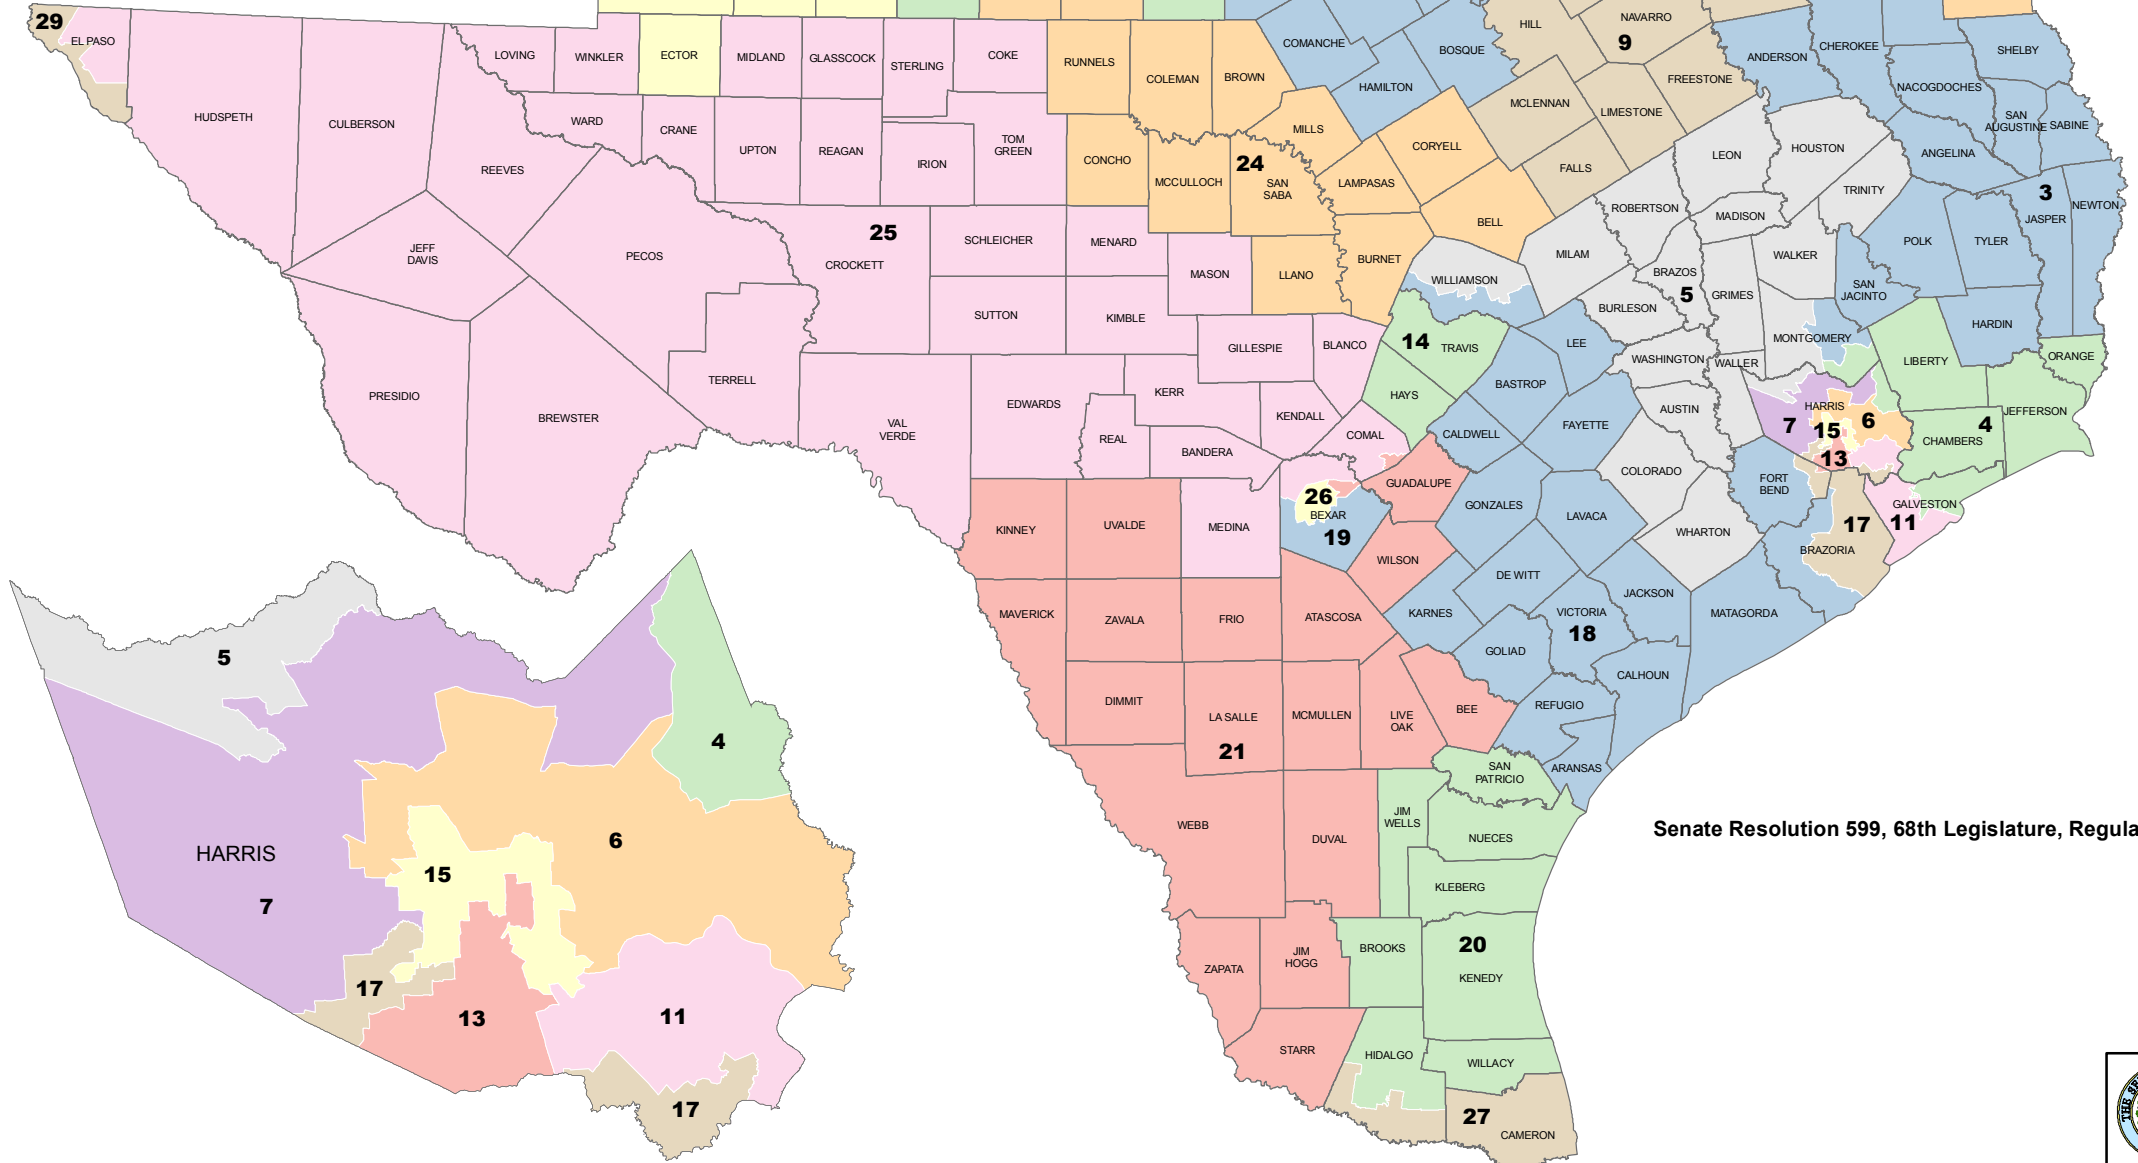 29
EL PASO
HUDSPETH
CULBERSON
REEVES
LOVING
WINKLER
ECTOR
MIDLAND
GLASSCOCK
STERLING
COKE
RUNNELS
COLEMAN
BROWN
COMANCHE
HAMILTON
BOSQUE
HILL
NAVARRO
9
FREESTONE
LIMESTONE
MCLENNAN
FALLS
ANDERSON
CHEROKEE
SHELBY
NACOGDOCHES
SAN
AUGUSTINE
SABINE
ANGELINA
WARD
CRANE
UPTON
REAGAN
IRION
TOM
GREEN
CONCHO
MCCULLOCH
24
SAN
SABA
MILLS
LAMPASAS
CORYELL
BELL
BURNET
LLANO
MASON
MENARD
SCHLEICHER
25
CROCKETT
PECOS
JEFF
DAVIS
PRESIDIO
BREWSTER
TERRELL
SUTTON
KIMBLE
VAL
VERDE
EDWARDS
REAL
KERR
BANDERA
GILLESPIE
KENDALL
BLANCO
COMAL
LEON
HOUSTON
TRINITY
ROBERTSON
MADISON
MILAM
WILLIAMSON
BRAZOS
5
BURLESON
GRIMES
WALKER
SAN
JACINTO
POLK
TYLER
3
JASPER
NEWTON
HARDIN
MONTGOMERY
LIBERTY
ORANGE
JEFFERSON
4
CHAMBERS
14
TRAVIS
HAYS
LEE
BASTROP
CALDWELL
FAYETTE
WASHINGTON
WALLER
AUSTIN
COLORADO
WHARTON
HARRIS
7
15
6
13
FORT
BEND
GALVESTON
11
17
BRAZORIA
MATAGORDA
GUADALUPE
GONZALES
LAVACA
26
BEXAR
19
WILSON
DE WITT
JACKSON
KARNES
VICTORIA
18
GOLIAD
CALHOUN
REFUGIO
ARANSAS
KINNEY
UVALDE
MEDINA
MAVERICK
ZAVALA
FRIO
ATASCOSA
DIMMIT
LA SALLE
21
MCMULLEN
LIVE
OAK
BEE
SAN
PATRICIO
WEBB
DUVAL
JIM
WELLS
NUECES
KLEBERG
ZAPATA
JIM
HOGG
BROOKS
20
KENEDY
STARR
HIDALGO
WILLACY
27
CAMERON
5
4
6
HARRIS
7
15
17
13
11
17
Senate Resolution 599, 68th Legislature, Regula